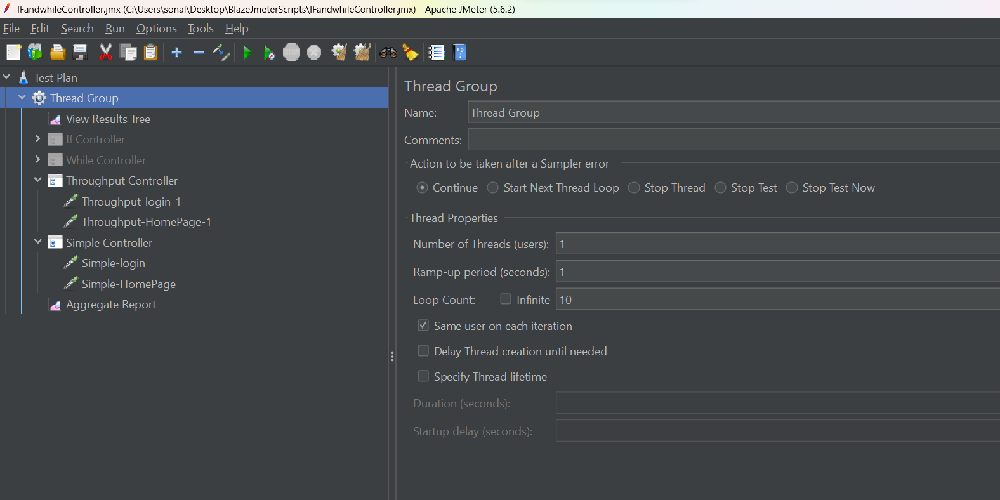 IFandwhileController.jmx (C:\Users\sonal\Desktop\BlazeJmeterScripts\IFandwhileController.jmx) - Apache JMeter (5.6.2)
File Edit Search Run Options Tools Help
STOP
Test Plan
Thread Group
View Results Tree
If Controller
While Controller
Throughput Controller
Throughput-login-1
Throughput-HomePage-1
Simple Controller
Simple-login
Simple-HomePage
Aggregate Report
Thread Group
Name: Thread Group
Comments:
Action to be taken after a Sampler error
Continue Start Next Thread Loop Stop Thread Stop Test Stop Test Now
Thread Properties
Number of Threads (users): 1
Ramp-up period (seconds): 1
Loop Count: Infinite 10
Same user on each iteration
Delay Thread creation until needed
Specify Thread lifetime
Duration (seconds):
Startup delay (seconds):